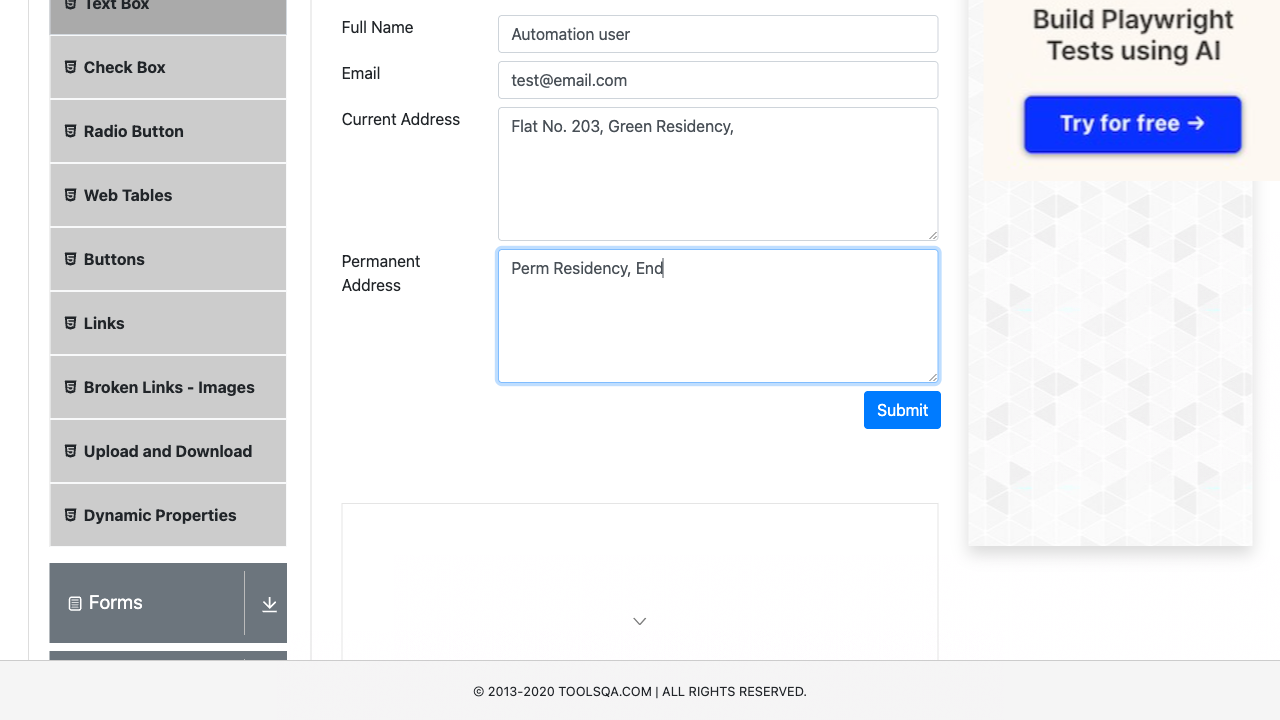 Text Box
Check Box
Radio Button
Web Tables
Buttons
Links
Broken Links - Images
Upload and Download
Dynamic Properties
Forms
Full Name
Automation user
Email
test@email.com
Current Address
Flat No. 203, Green Residency,
Permanent
Address
Perm Residency, End
Submit
Build Playwright
Tests using AI
Try for free →
© 2013-2020 TOOLSQA.COM | ALL RIGHTS RESERVED.